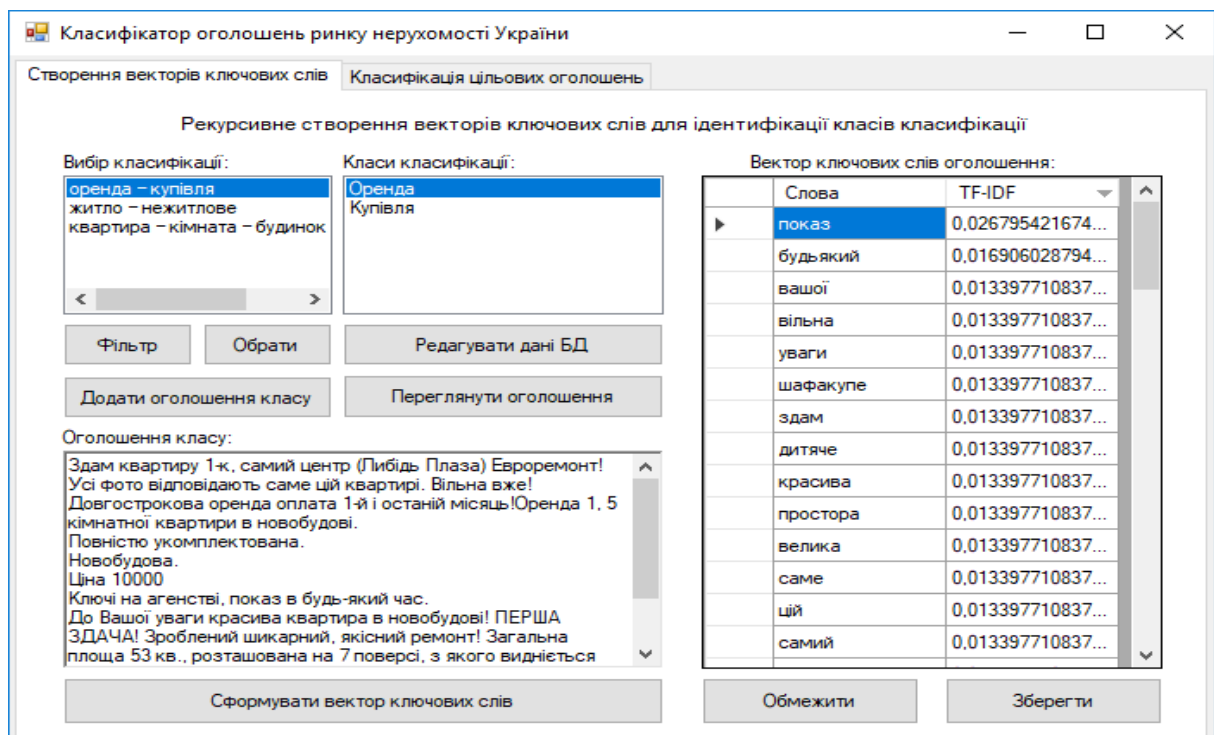 Класифікатор оголошень ринку нерухомості України
Створення векторів ключових слів
Класифікація цільових оголошень
Рекурсивне створення векторів ключових слів для ідентифікації класів класифікації
Вибір класифікації:
оренда – купівля
житло – нежитлове
квартира – кімната – будинок
Класи класифікації:
Оренда
Купівля
Фільтр
Обрати
Редагувати дані БД
Додати оголошення класу
Переглянути оголошення
Оголошення класу:
Здам квартиру 1-к, самий центр (Либідь Плаза) Евроремонт!
Усі фото відповідають саме цій квартирі. Вільна вже!
Довгострокова оренда оплата 1-й і останій місяць!Оренда 1, 5
кімнатної квартири в новобудові.
Повністю укомплектована.
Новобудова.
Ціна 10000
Ключі на агенстві, показ в будь-який час.
До Вашої уваги красива квартира в новобудові! ПЕРША
ЗДАЧА! Зроблений шикарний, якісний ремонт! Загальна
площа 53 кв., розташована на 7 поверсі, з якого видніється
Сформувати вектор ключових слів
Вектор ключових слів оголошення:
Слова TF-IDF
показ 0,026795421674...
будьякий 0,016906028794...
вашої 0,013397710837...
вільна 0,013397710837...
уваги 0,013397710837...
шафакупе 0,013397710837...
здам 0,013397710837...
дитяче 0,013397710837...
красива 0,013397710837...
простора 0,013397710837...
велика 0,013397710837...
саме 0,013397710837...
цій 0,013397710837...
самий 0,013397710837...
Обмежити
Зберегти